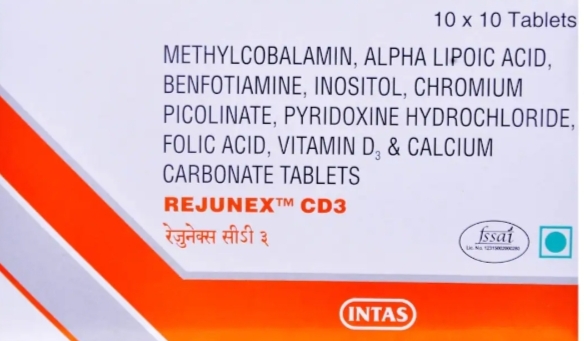 10 x 10 Tablets
METHYLCOBALAMIN, ALPHA LIPOIC ACID,
BENFOTIAMINE, INOSITOL, CHROMIUM
PICOLINATE, PYRIDOXINE HYDROCHLORIDE,
FOLIC ACID, VITAMIN D₃ & CALCIUM
CARBONATE TABLETS
REJUNEX™ CD3
रेजुनेक्स सीडी ३
fssai
INTAS